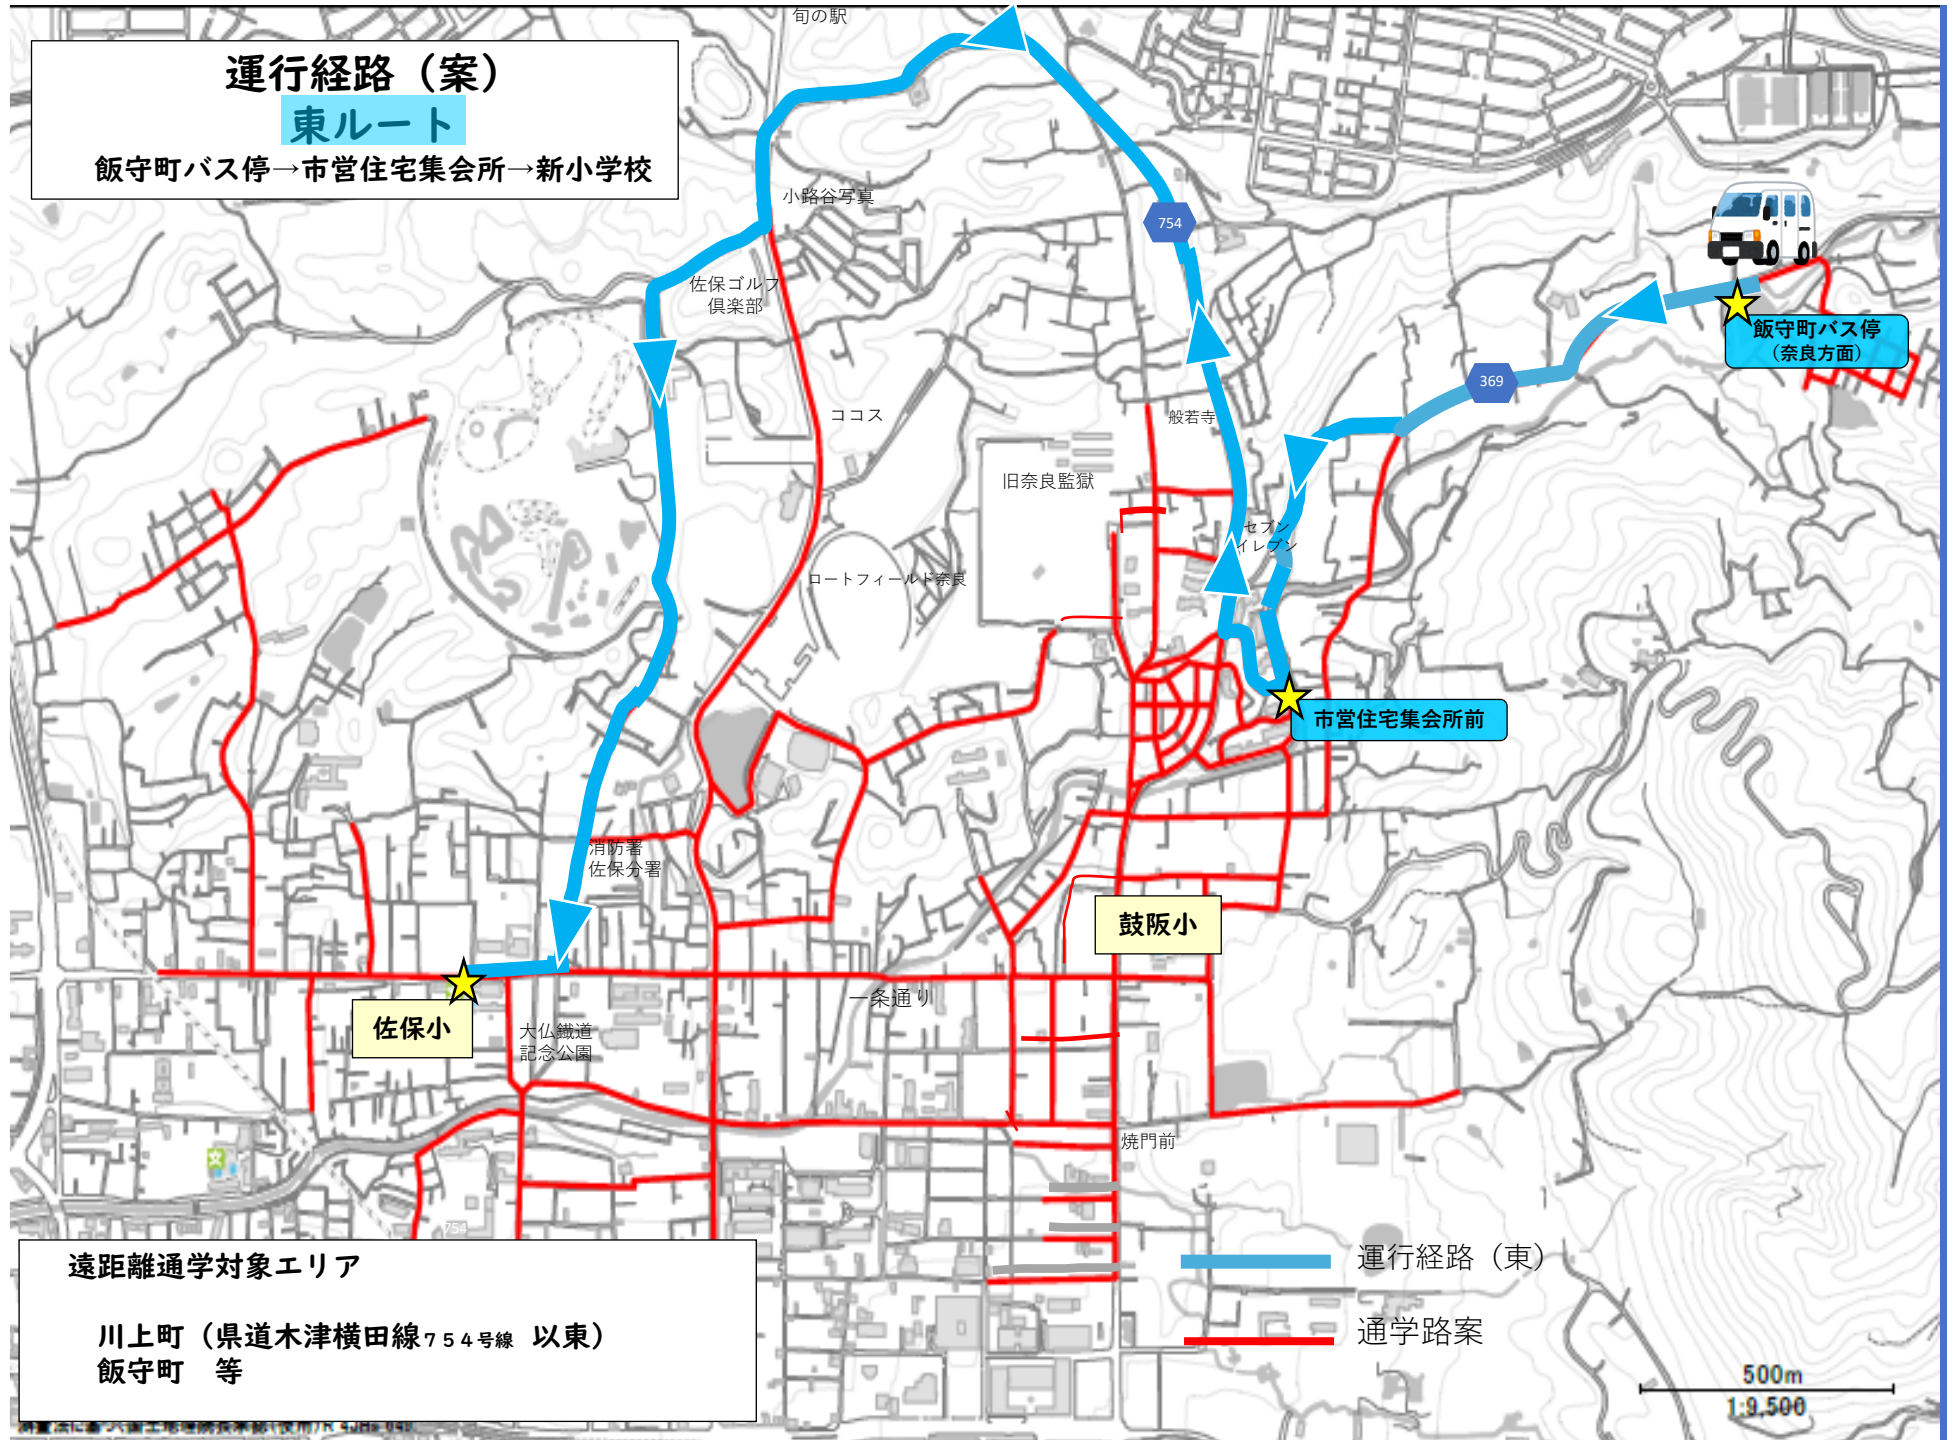 旬の駅
運行経路（案）
東ルート
飯守町バス停→市営住宅集会所→新小学校
小路谷写真
754
佐保ゴルフ
倶楽部
飯守町バス停
（奈良方面）
369
ココス
般若寺
旧奈良監獄
セブン
イレブン
ロートフィールド奈良
市営住宅集会所前
消防署
佐保分署
鼓阪小
一条通り
佐保小
大仏鐵道
記念公園
焼門前
文
754
遠距離通学対象エリア
川上町（県道木津横田線７５４号線 以東）
飯守町 等
運行経路（東）
通学路案
500m
1:9,500